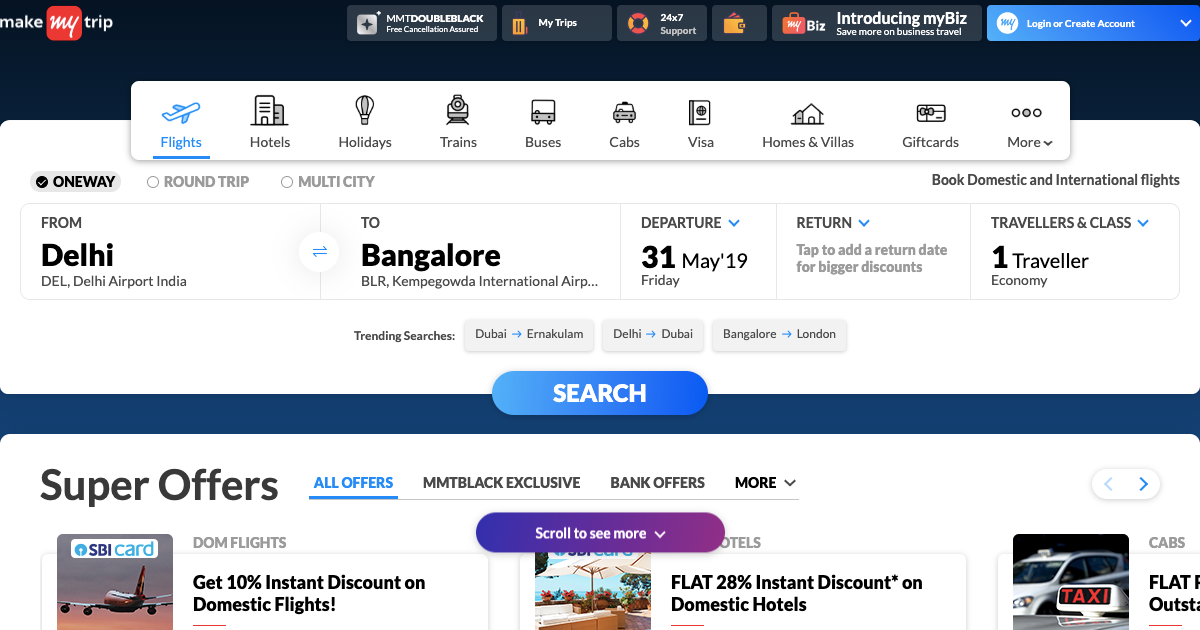 make my trip
MMTDOUBLEBLACK
Free Cancellation Assured
My Trips
24x7
Support
my Biz
Introducing myBiz
Save more on business travel
my
Login or Create Account
Flights
Hotels
Holidays
Trains
Buses
Cabs
Visa
Homes & Villas
Giftcards
More
ONEWAY
ROUND TRIP
MULTI CITY
Book Domestic and International flights
FROM
Delhi
DEL, Delhi Airport India
TO
Bangalore
BLR, Kempegowda International Airp...
DEPARTURE
31 May'19
Friday
RETURN
Tap to add a return date
for bigger discounts
TRAVELLERS & CLASS
1 Traveller
Economy
Trending Searches:
Dubai → Ernakulam
Delhi → Dubai
Bangalore → London
SEARCH
Super Offers
ALL OFFERS
MMTBLACK EXCLUSIVE
BANK OFFERS
MORE
Scroll to see more
SBI card
DOM FLIGHTS
Get 10% Instant Discount on
Domestic Flights!
SBI card
OTELS
FLAT 28% Instant Discount* on
Domestic Hotels
TAXI
CABS
FLAT
Outsta